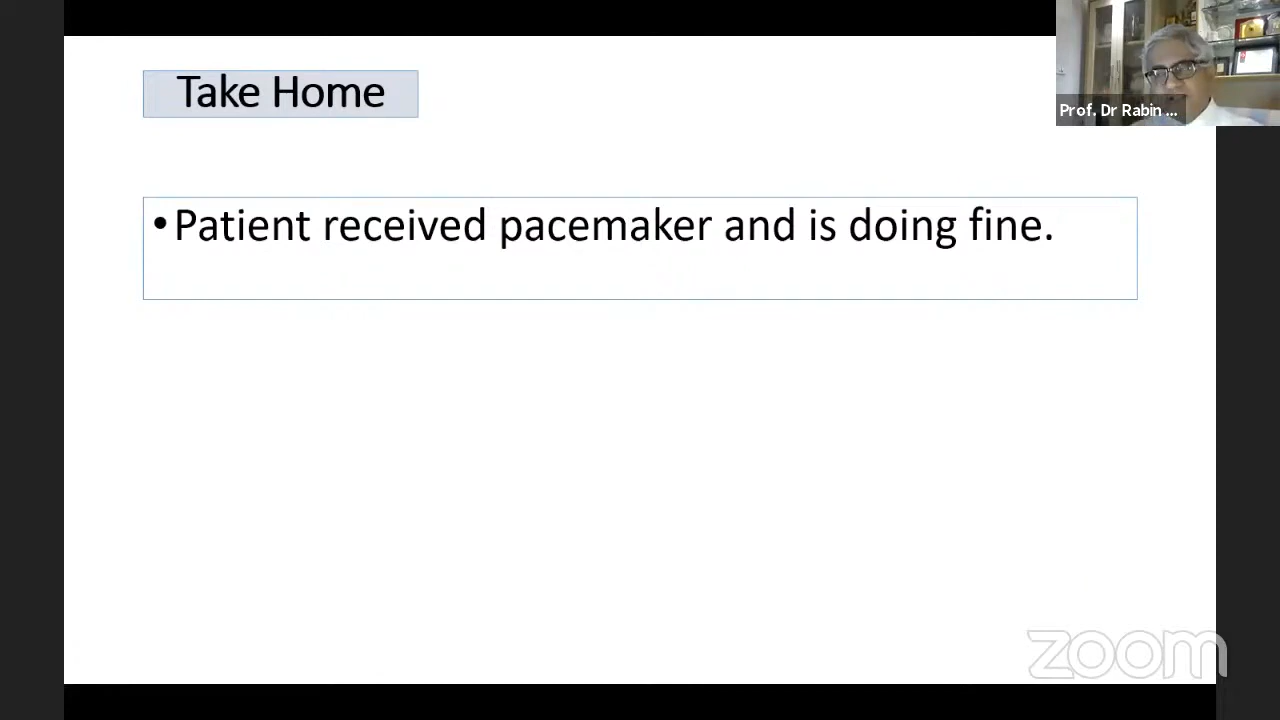 Take Home
Prof. Dr Rabin ...
•Patient received pacemaker and is doing fine.
zoom